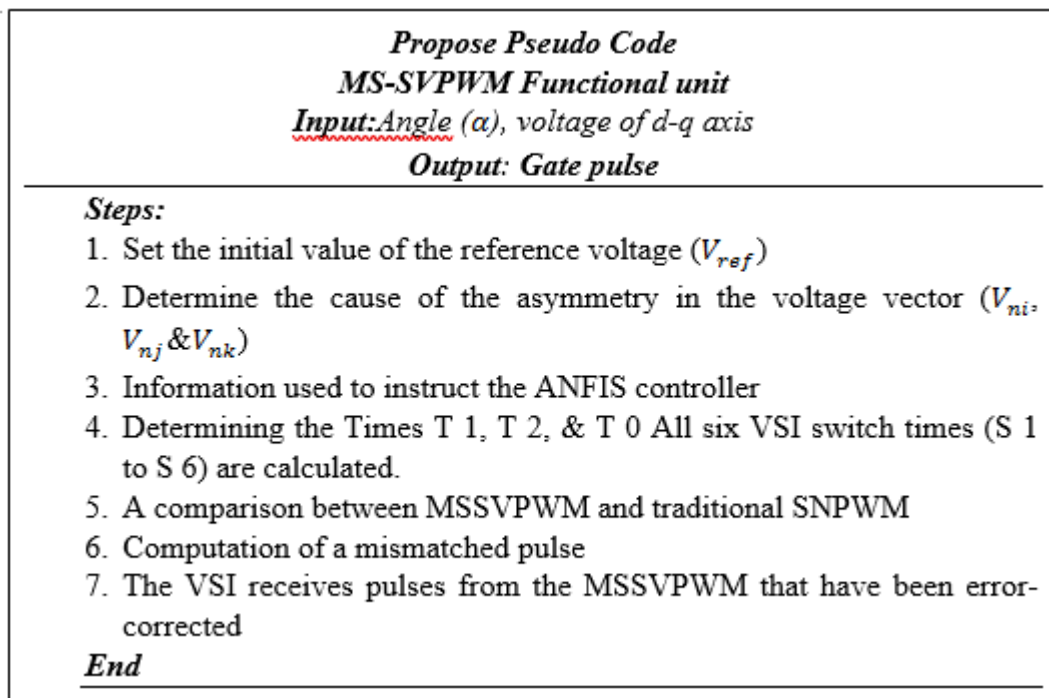 Propose Pseudo Code
MS-SVPWM Functional unit
Input:Angle (α), voltage of d-q axis
Output: Gate pulse
Steps:
1. Set the initial value of the reference voltage (V_ref)
2. Determine the cause of the asymmetry in the voltage vector (V_ni,
V_nj&V_nk)
3. Information used to instruct the ANFIS controller
4. Determining the Times T 1, T 2, & T 0 All six VSI switch times (S 1
to S 6) are calculated.
5. A comparison between MSSVPWM and traditional SNPWM
6. Computation of a mismatched pulse
7. The VSI receives pulses from the MSSVPWM that have been error-
corrected
End